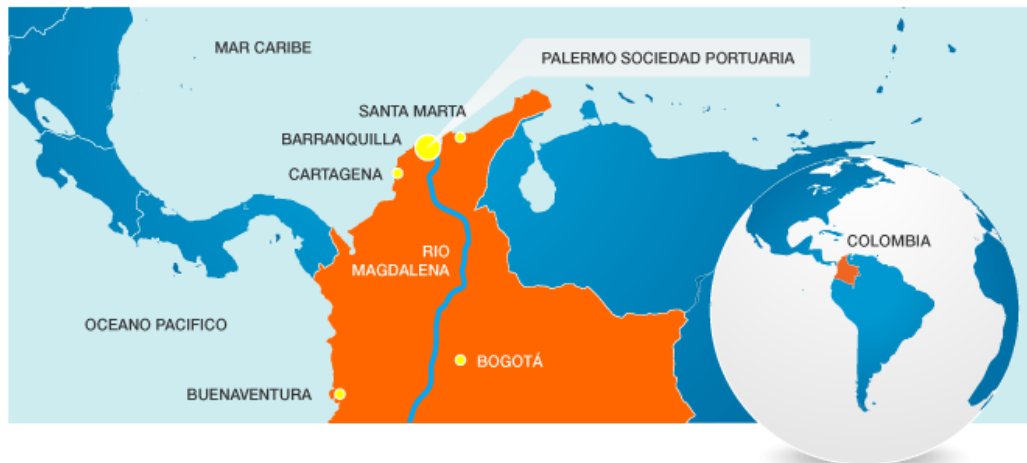 MAR CARIBE
PALERMO SOCIEDAD PORTUARIA
SANTA MARTA
BARRANQUILLA
CARTAGENA
COLOMBIA
RIO
MAGDALENA
OCEANO PACIFICO
BOGOTÁ
BUENAVENTURA